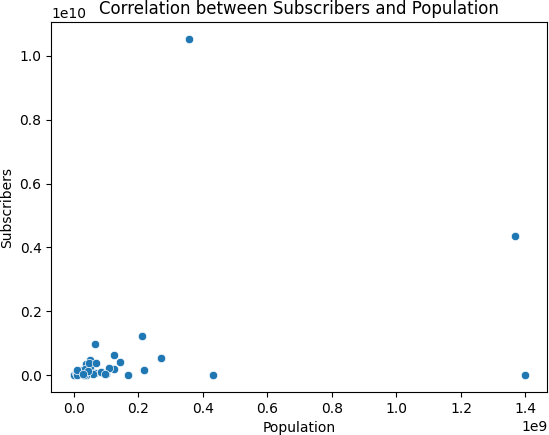 Correlation between Subscribers and Population
1e10
1.0
0.8
0.6
0.4
0.2
0.0
Subscribers
0.0 0.2 0.4 0.6 0.8 1.0 1.2 1.4
1e9
Population